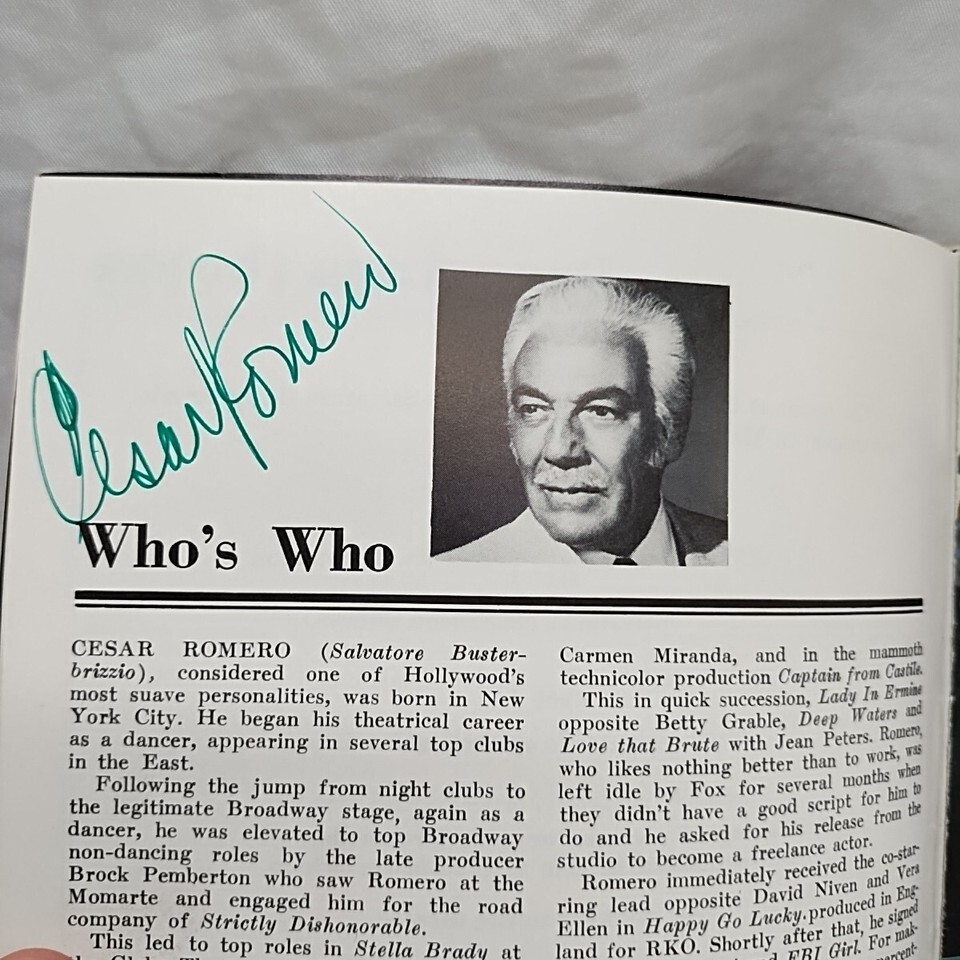 Cesar Romero
Who's Who
CESAR ROMERO (Salvatore Buster-
brizzio), considered one of Hollywood's
most suave personalities, was born in New
York City. He began his theatrical career
as a dancer, appearing in several top clubs
in the East.
Following the jump from night clubs to
the legitimate Broadway stage, again as a
dancer, he was elevated to top Broadway
non-dancing roles by the late producer
Brock Pemberton who saw Romero at the
Momarte and engaged him for the road
company of Strictly Dishonorable.
This led to top roles in Stella Brady at
Carmen Miranda, and in the mammoth
technicolor production Captain from Castile.
This in quick succession, Lady In Ermine
opposite Betty Grable, Deep Waters and
Love that Brute with Jean Peters. Romero,
who likes nothing better than to work, was
left idle by Fox for several months when
they didn't have a good script for him to
do and he asked for his release from the
studio to become a freelance actor.
Romero immediately received the co-star-
ring lead opposite David Niven and Vera
Ellen in Happy Go Lucky, produced in Eng-
land for RKO. Shortly after that, he signed
FBI Girl. For mak-